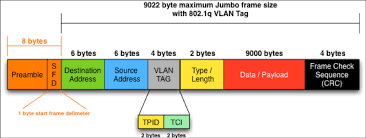 9022 byte maximum Jumbo frame size
with 802.1q VLAN Tag
8 bytes
6 bytes
6 bytes
4 bytes
2 bytes
9000 bytes
4 bytes
Preamble
S
F
D
Destination
Address
Source
Address
VLAN
TAG
Type /
Length
Data / Payload
Frame Check
Sequence
(CRC)
1 byte start frame delimeter
TPID
TCI
2 bytes
2 bytes